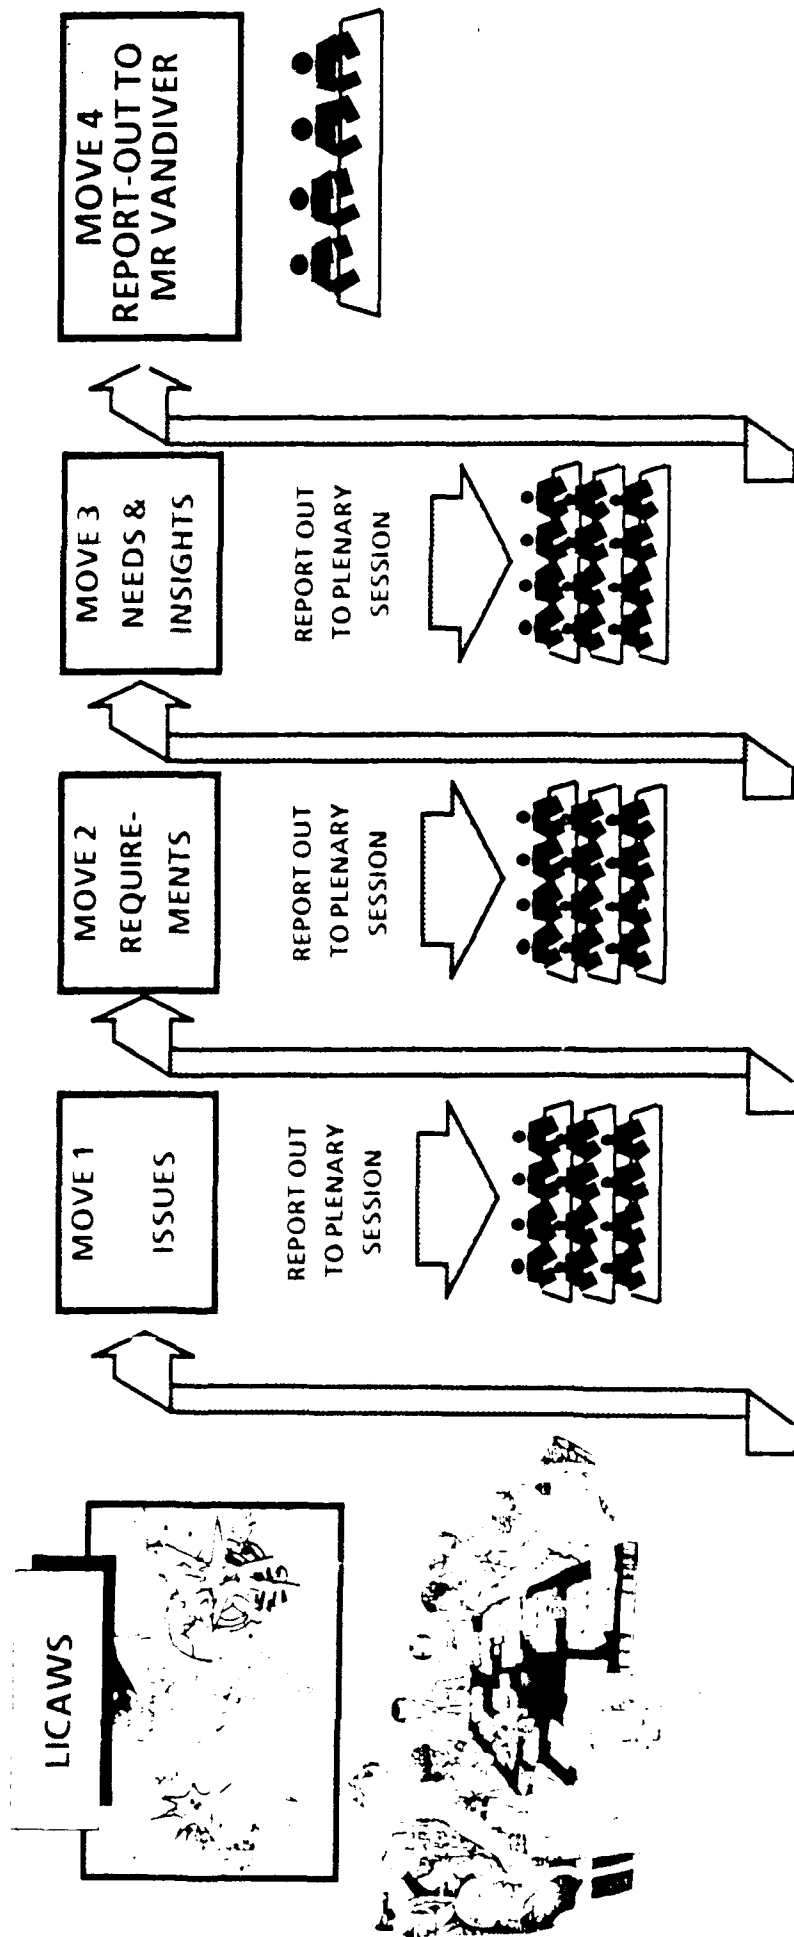 LICAWS
MOVE 1
ISSUES
REPORT OUT
TO PLENARY
SESSION
MOVE 2
REQUIRE-
MENTS
REPORT OUT
TO PLENARY
SESSION
MOVE 3
NEEDS &
INSIGHTS
REPORT OUT
TO PLENARY
SESSION
MOVE 4
REPORT-OUT TO
MR VANDIVER